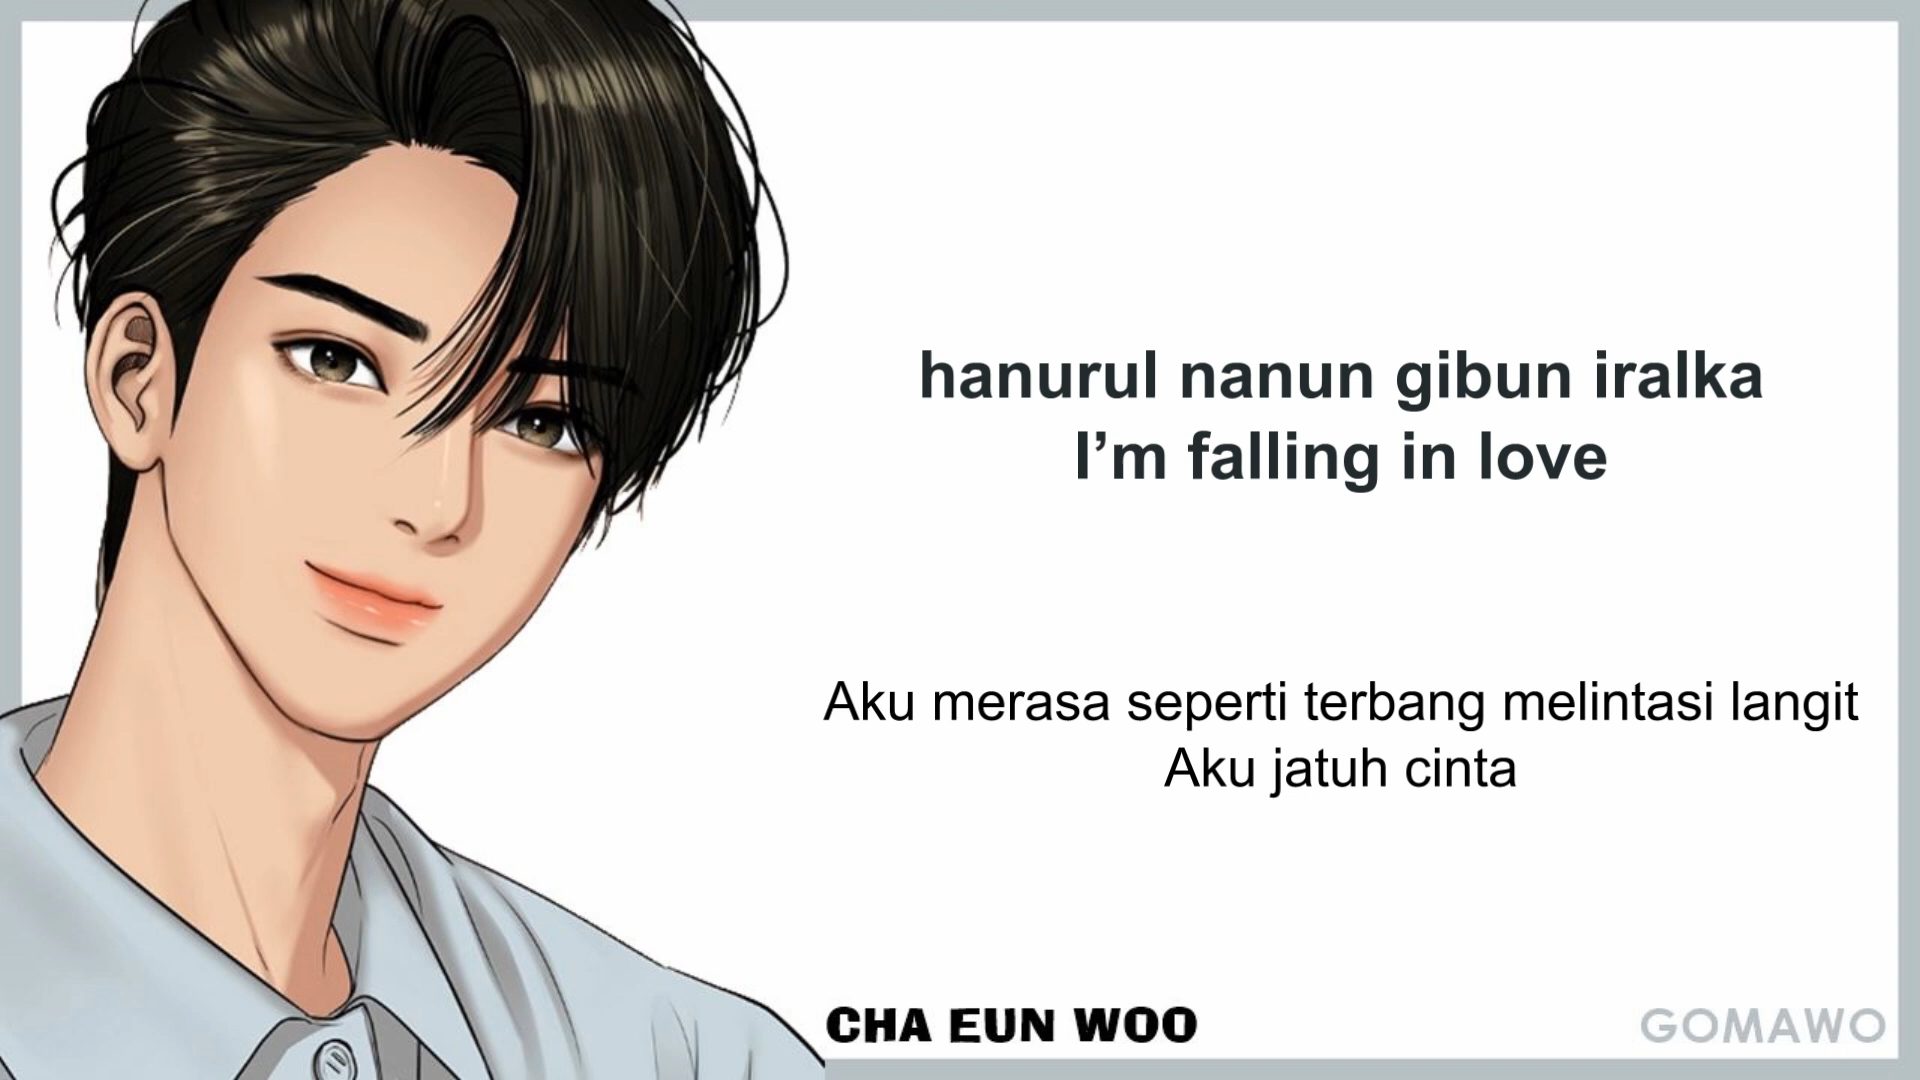 hanurul nanun gibun iralka
I’m falling in love
Aku merasa seperti terbang melintasi langit
Aku jatuh cinta
CHA EUN WOO
GOMAWO